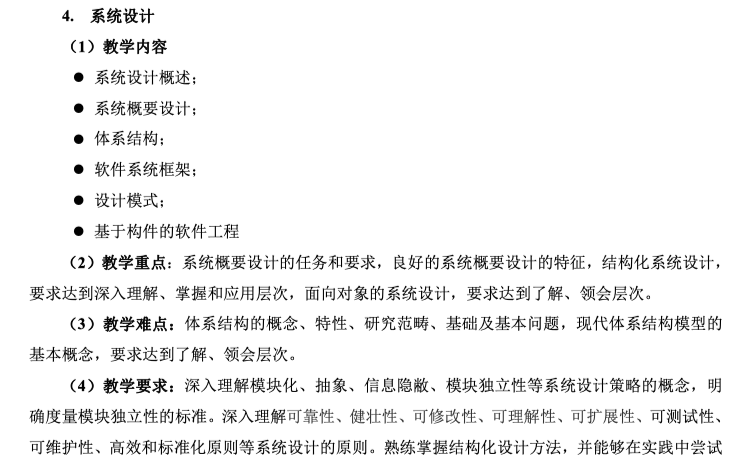 4. 系统设计
（1）教学内容
● 系统设计概述；
● 系统概要设计；
● 体系结构；
● 软件系统框架；
● 设计模式；
● 基于构件的软件工程
（2）教学重点：系统概要设计的任务和要求，良好的系统概要设计的特征，结构化系统设计，
要求达到深入理解、掌握和应用层次，面向对象的系统设计，要求达到了解、领会层次。
（3）教学难点：体系结构的概念、特性、研究范畴、基础及基本问题，现代体系结构模型的
基本概念，要求达到了解、领会层次。
（4）教学要求：深入理解模块化、抽象、信息隐蔽、模块独立性等系统设计策略的概念，明
确度量模块独立性的标准。深入理解可靠性、健壮性、可修改性、可理解性、可扩展性、可测试性、
可维护性、高效和标准化原则等系统设计的原则。熟练掌握结构化设计方法，并能够在实践中尝试